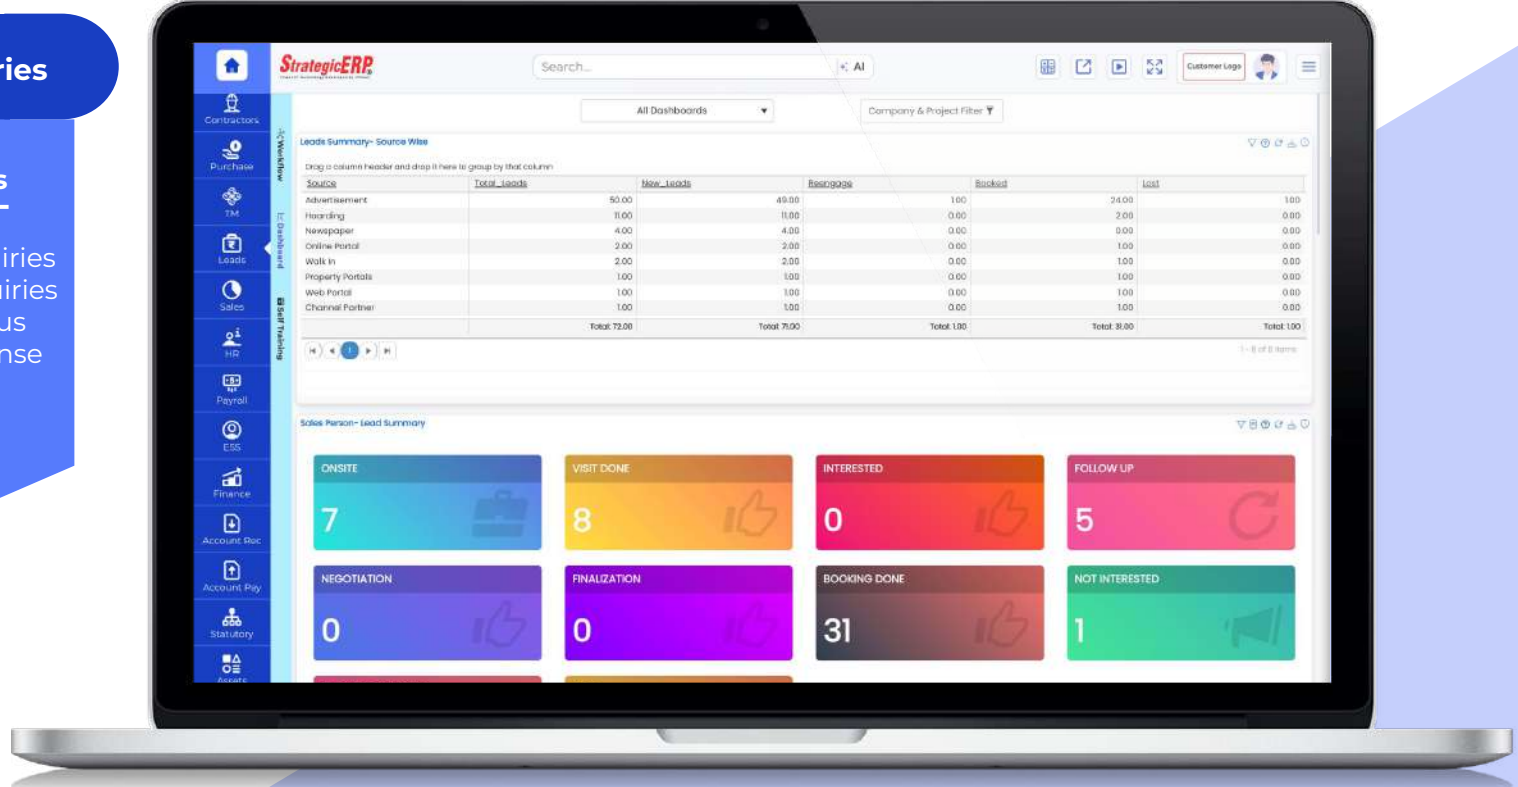 ries
s
iries
uiries
us
nse
StrategicERP
Search...
AI
Customer Logo
Contractors
Purchase
TM
Leads
Sales
HR
Payroll
ESS
Finance
Account Rec
Account Pay
Statutory
Assets
Workflow
Dashboard
Self Training
All Dashboards
Company & Project Filter
Leads Summary- Source Wise
Drag a column header and drop it here to group by that column
Source Total_Leads New_Leads Reengage Booked Lost
Advertisement 50.00 49.00 1.00 24.00 1.00
Hoarding 11.00 11.00 0.00 2.00 0.00
Newspaper 4.00 4.00 0.00 0.00 0.00
Online Portal 2.00 2.00 0.00 1.00 0.00
Walk In 2.00 2.00 0.00 1.00 0.00
Property Portals 1.00 1.00 0.00 1.00 0.00
Web Portal 1.00 1.00 0.00 1.00 0.00
Channel Partner 1.00 1.00 0.00 1.00 0.00
Total: 72.00 Total: 71.00 Total: 1.00 Total: 31.00 Total: 1.00
1
1 - 8 of 8 items
Sales Person- Lead Summary
ONSITE VISIT DONE INTERESTED FOLLOW UP
7 8 0 5
NEGOTIATION FINALIZATION BOOKING DONE NOT INTERESTED
0 0 31 1